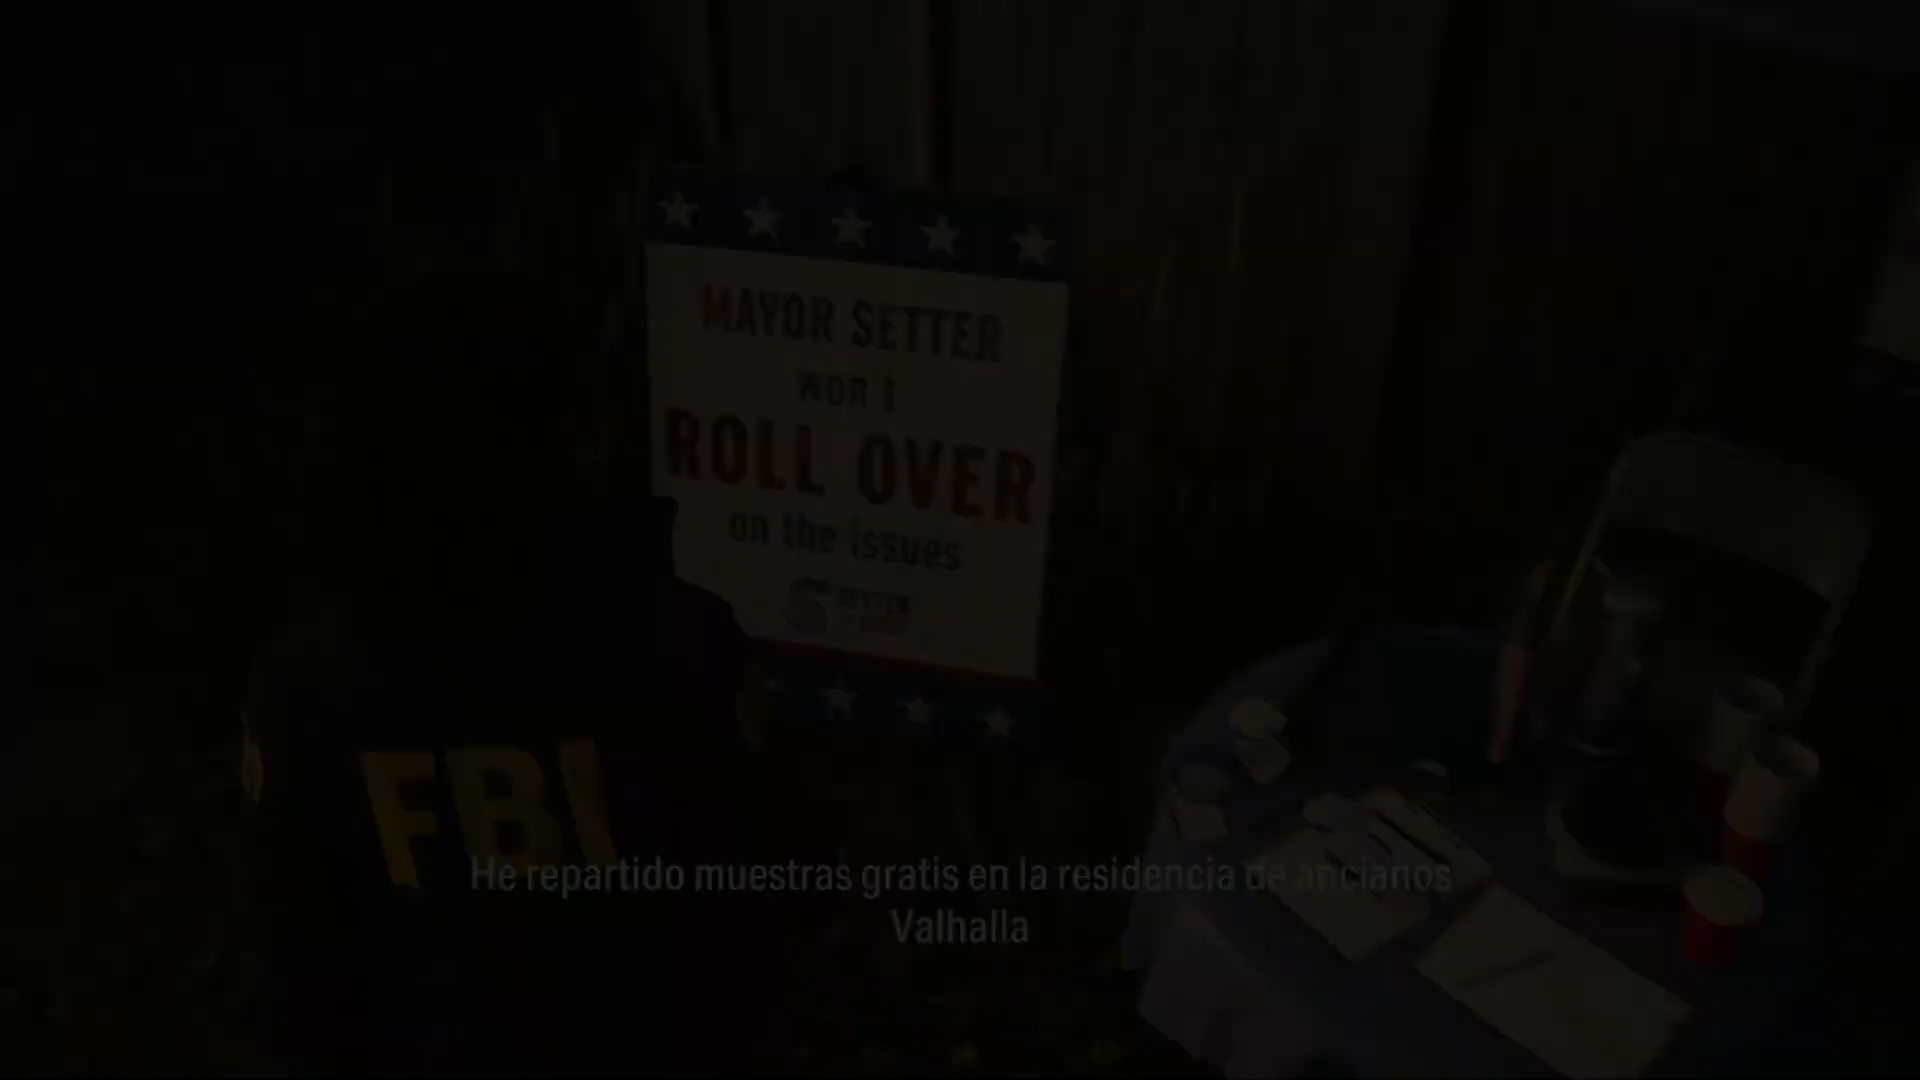 MAYOR SETTER
won't
ROLL OVER
on the issues
SETTER
FBI
He repartido muestras gratis en la residencia de ancianos
Valhalla